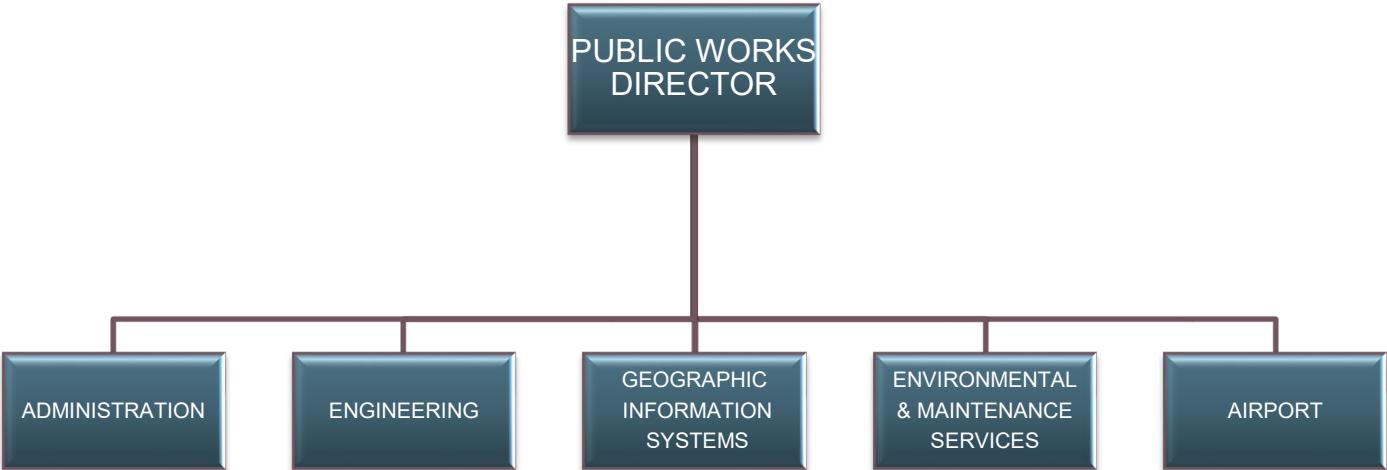 PUBLIC WORKS
DIRECTOR
ADMINISTRATION
ENGINEERING
GEOGRAPHIC
INFORMATION
SYSTEMS
ENVIRONMENTAL
& MAINTENANCE
SERVICES
AIRPORT